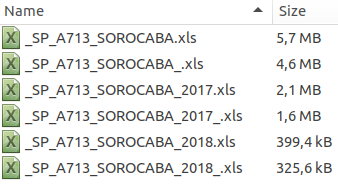 Name Size
_SP_A713_SOROCABA.xls 5,7 MB
_SP_A713_SOROCABA_.xls 4,6 MB
_SP_A713_SOROCABA_2017.xls 2,1 MB
_SP_A713_SOROCABA_2017_.xls 1,6 MB
_SP_A713_SOROCABA_2018.xls 399,4 kB
_SP_A713_SOROCABA_2018_.xls 325,6 kB